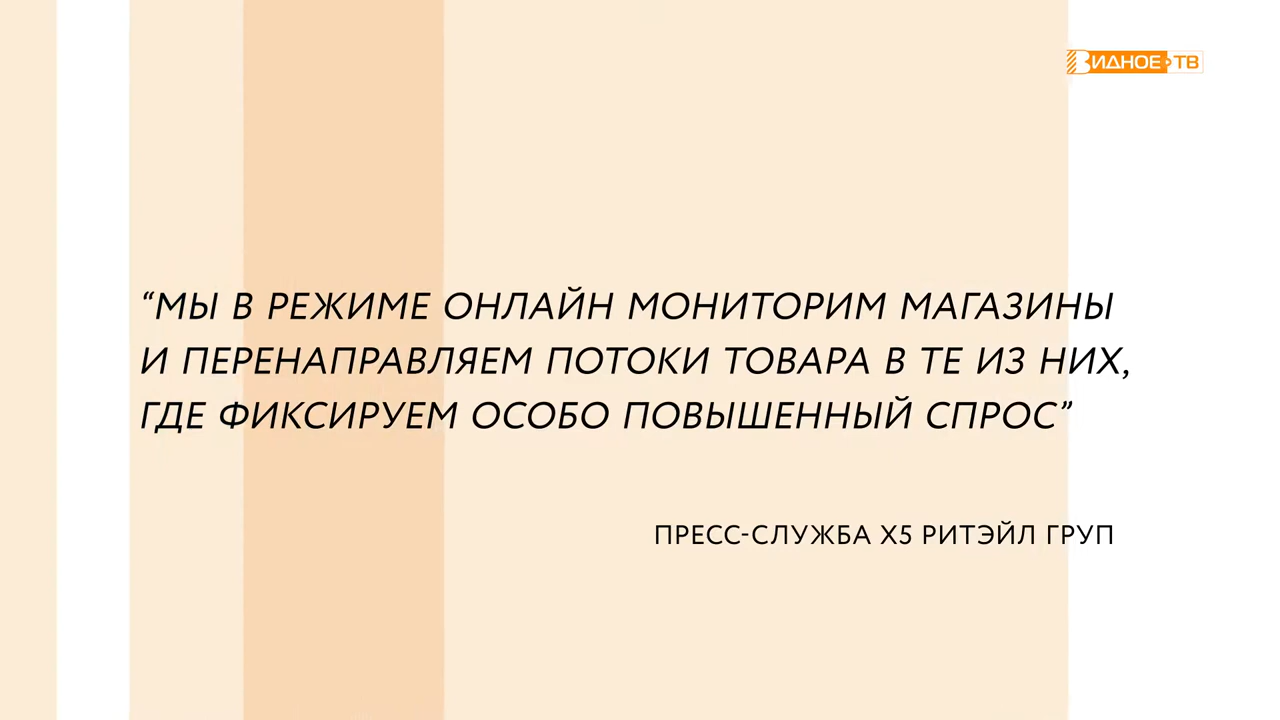 ВИДНОЕ ТВ
“МЫ В РЕЖИМЕ ОНЛАЙН МОНИТОРИМ МАГАЗИНЫ
И ПЕРЕНАПРАВЛЯЕМ ПОТОКИ ТОВАРА В ТЕ ИЗ НИХ,
ГДЕ ФИКСИРУЕМ ОСОБО ПОВЫШЕННЫЙ СПРОС”
ПРЕСС-СЛУЖБА Х5 РИТЭЙЛ ГРУП